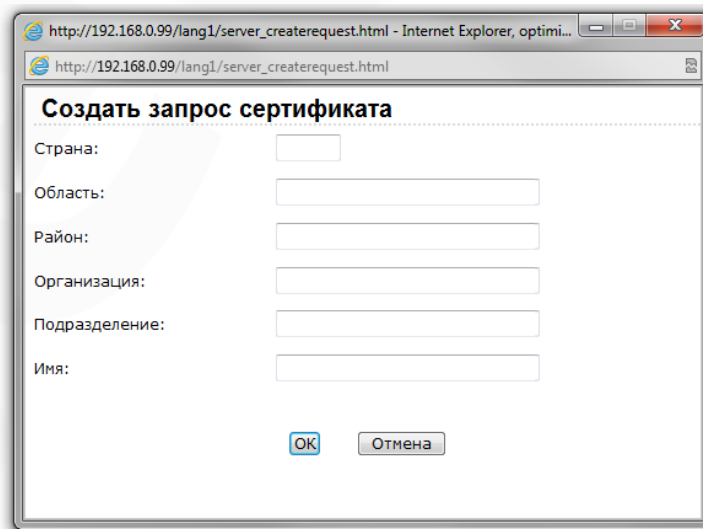 http://192.168.0.99/lang1/server_createrequest.html - Internet Explorer, optimi...
http://192.168.0.99/lang1/server_createrequest.html
Создать запрос сертификата
Страна:
Область:
Район:
Организация:
Подразделение:
Имя:
OK Отмена